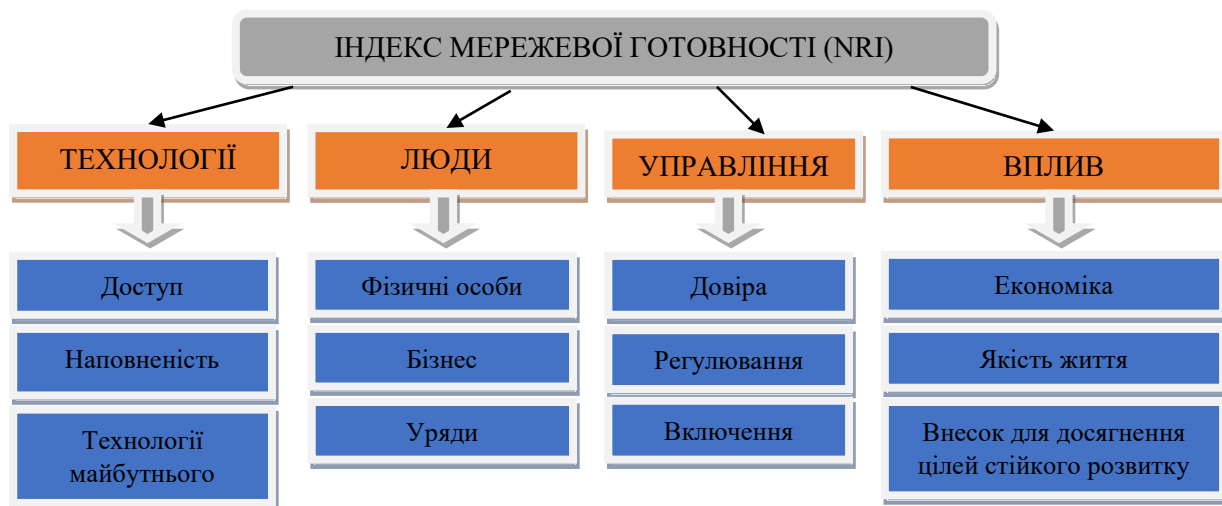 ІНДЕКС МЕРЕЖЕВОЇ ГОТОВНОСТІ (NRI)
ТЕХНОЛОГІЇ
Доступ
Наповненість
Технології
майбутнього
ЛЮДИ
Фізичні особи
Бізнес
Уряди
УПРАВЛІННЯ
Довіра
Регулювання
Включення
ВПЛИВ
Економіка
Якість життя
Внесок для досягнення
цілей стійкого розвитку